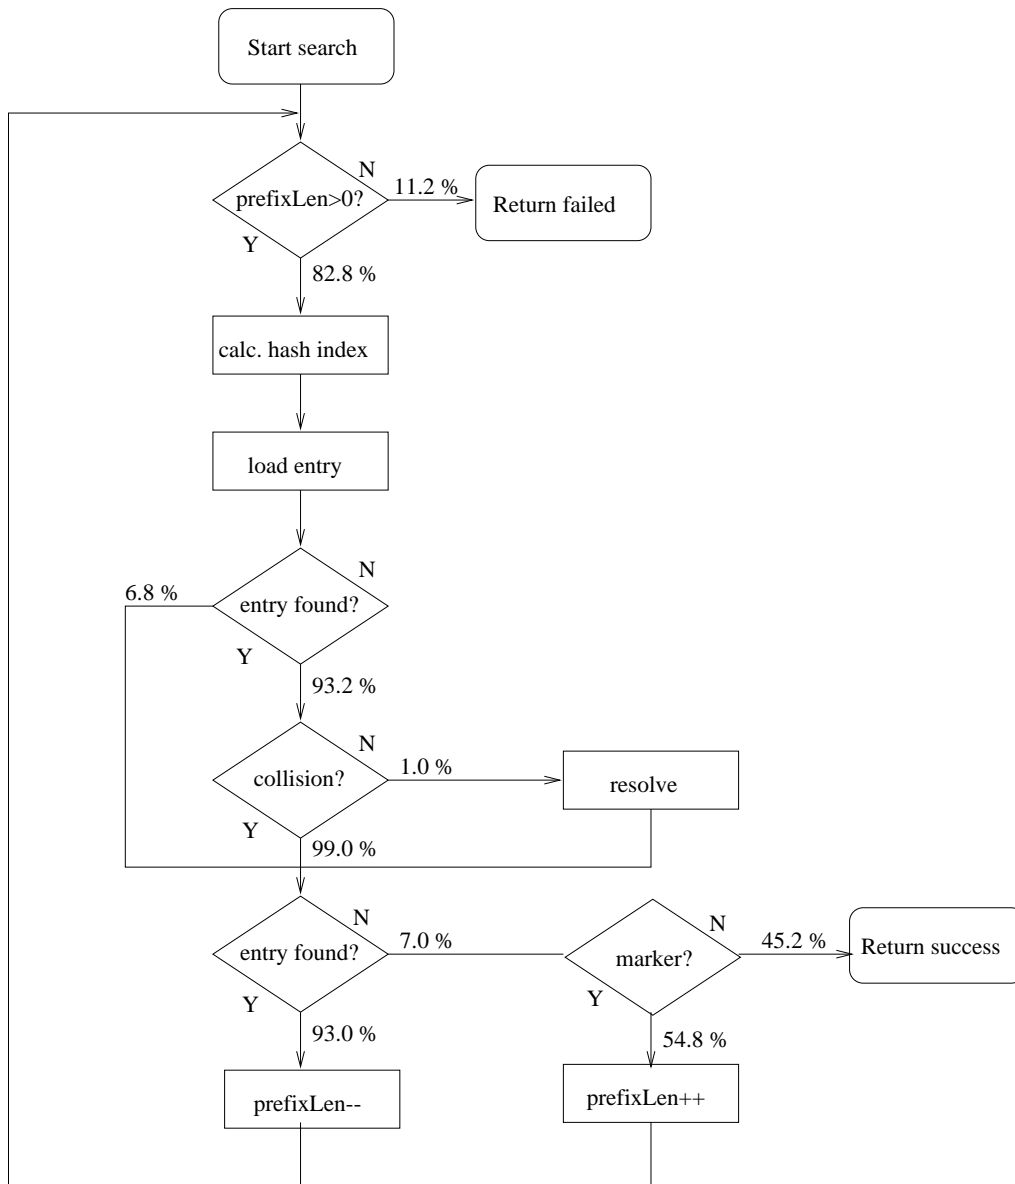 Start search
N
prefixLen>0?
11.2 %
Return failed
Y
82.8 %
calc. hash index
load entry
N
6.8 %
entry found?
Y
93.2 %
N
collision?
1.0 %
resolve
Y
99.0 %
N
entry found?
7.0 %
N
marker?
45.2 %
Return success
Y
93.0 %
Y
54.8 %
prefixLen--
prefixLen++